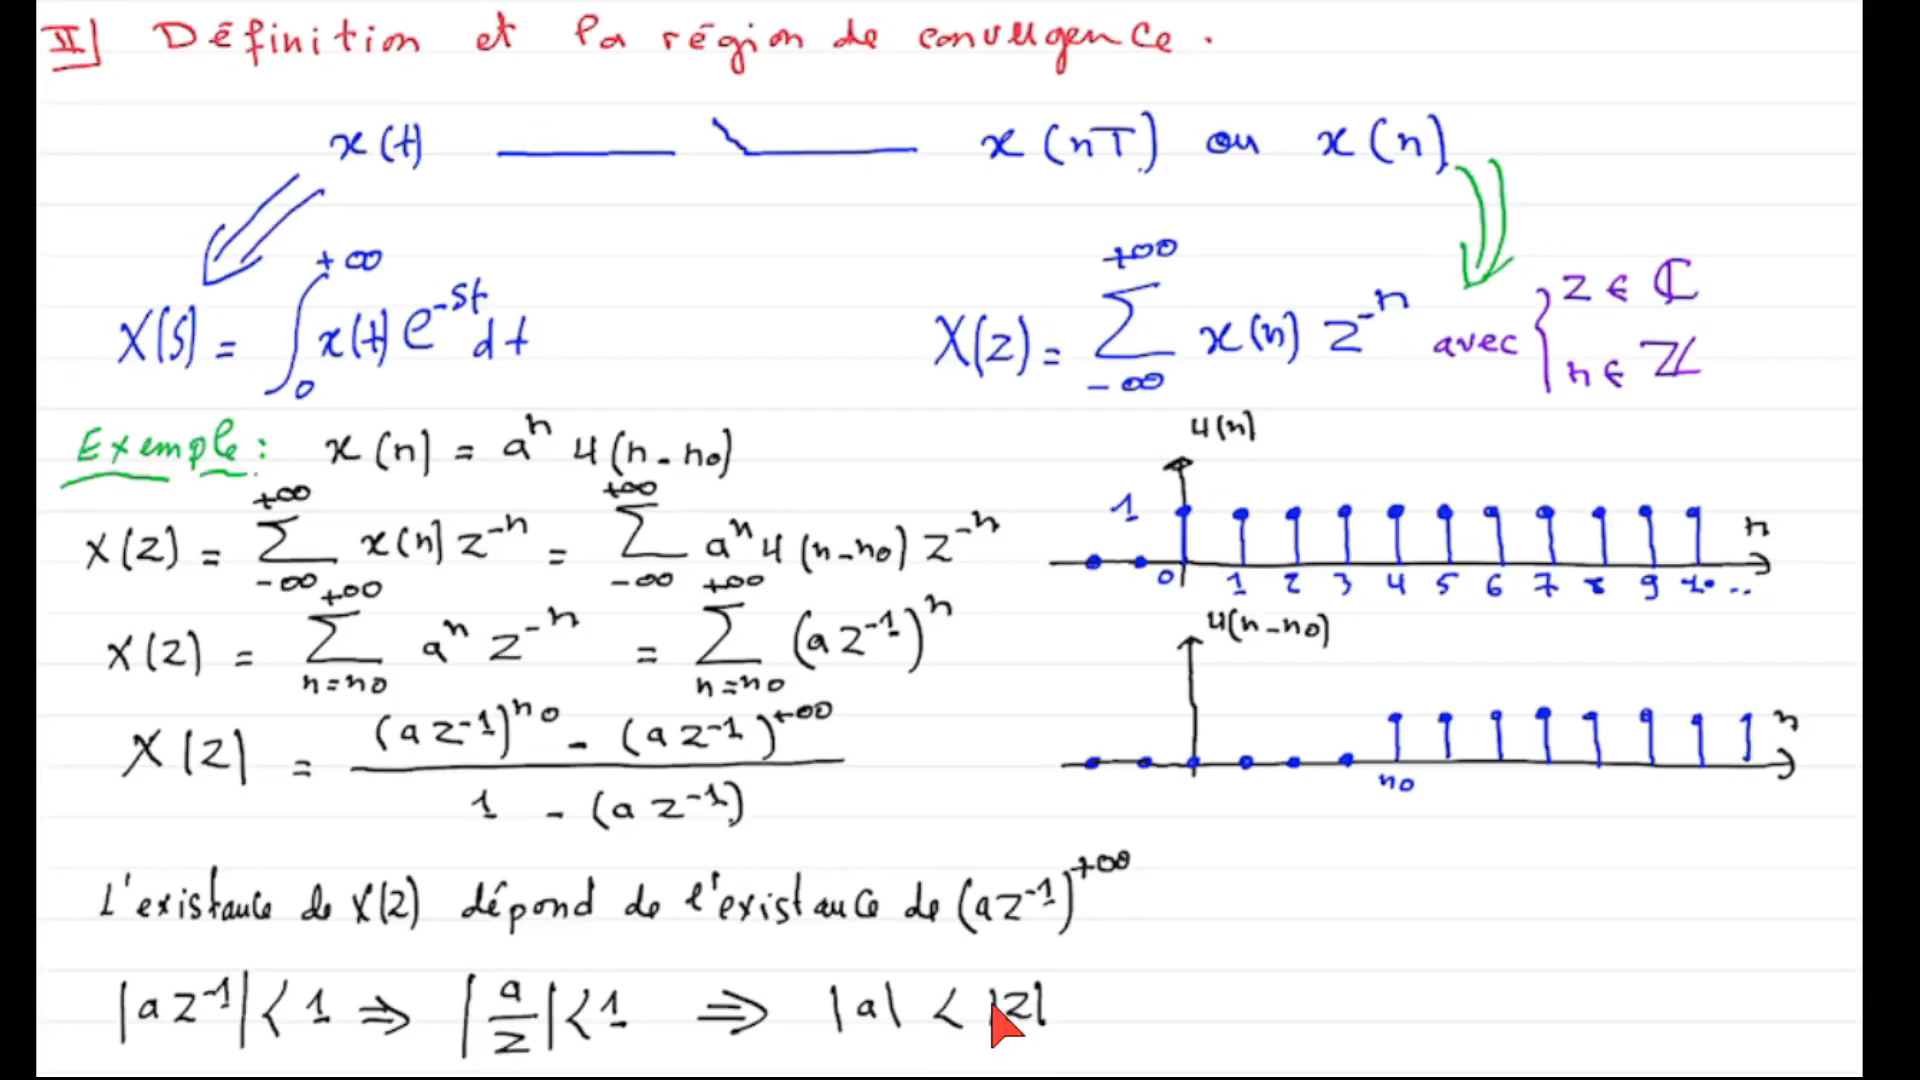 II] Définition et la région de convergence.
x(t) x(nT) ou x(n)
X(S) = ∫₀^{+∞} x(t) e^{-st} dt
X(z) = Σ_{-∞}^{+∞} x(n) z^{-n} avec { z ∈ ℂ
n ∈ ℤ
Exemple : x(n) = a^n u(n-n0)
X(z) = Σ_{-∞}^{+∞} x(n) z^{-n} = Σ_{-∞}^{+∞} a^n u(n-n0) z^{-n}
X(z) = Σ_{n=n0}^{+∞} a^n z^{-n} = Σ_{n=n0}^{+∞} (a z^{-1})^n
X(z) = ((a z^{-1})^{n0} - (a z^{-1})^{+∞}) / (1 - (a z^{-1}))
u(n)
1
n
0 1 2 3 4 5 6 7 8 9 10 ..
u(n-n0)
n
n0
L'existance de X(z) dépond de l'existance de (az^{-1})^{+∞}
|a z^{-1}| < 1 ⇒ |a/z| < 1 ⇒ |a| < |z|